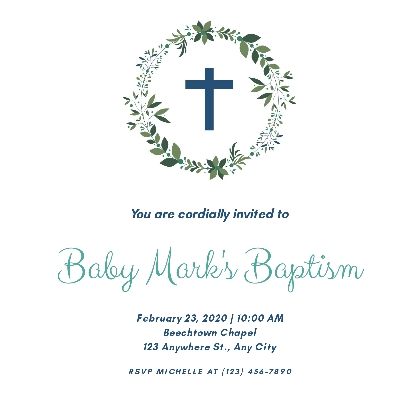 You are cordially invited to
Baby Mark's Baptism
February 23, 2020 | 10:00 AM
Beechtown Chapel
123 Anywhere St., Any City
RSVP MICHELLE AT (123) 456-7890